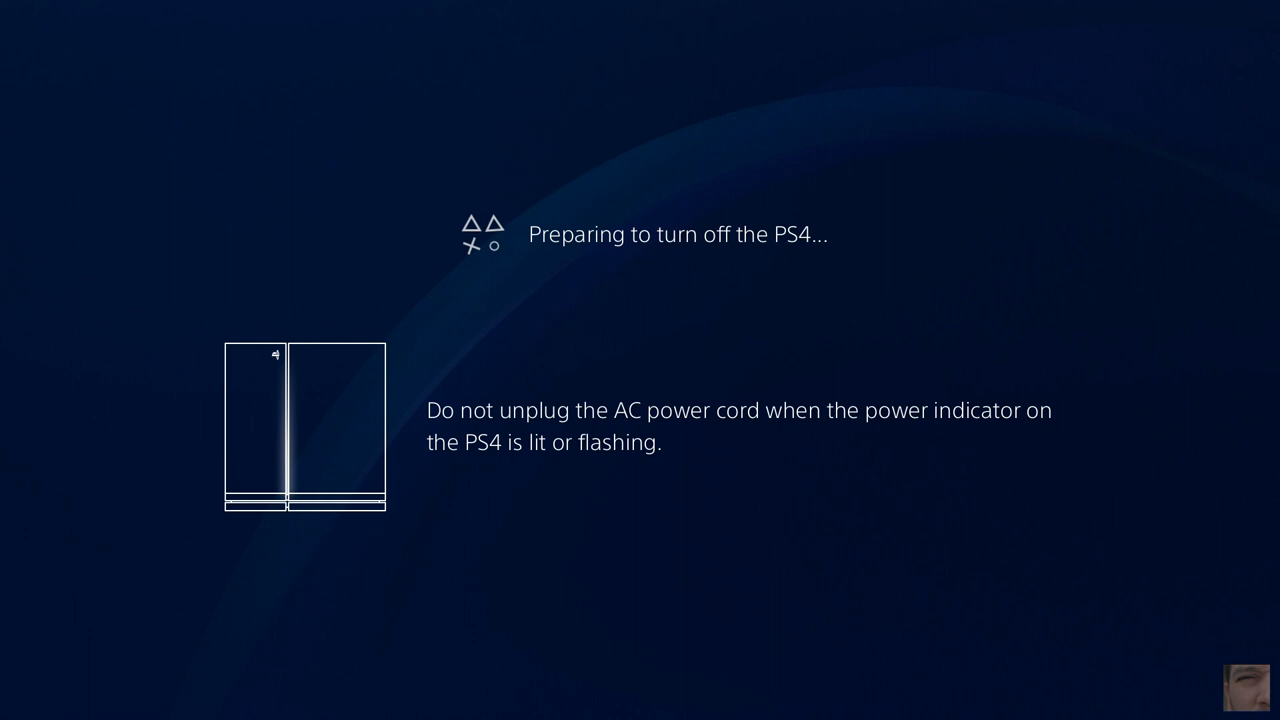 Preparing to turn off the PS4...
Do not unplug the AC power cord when the power indicator on
the PS4 is lit or flashing.